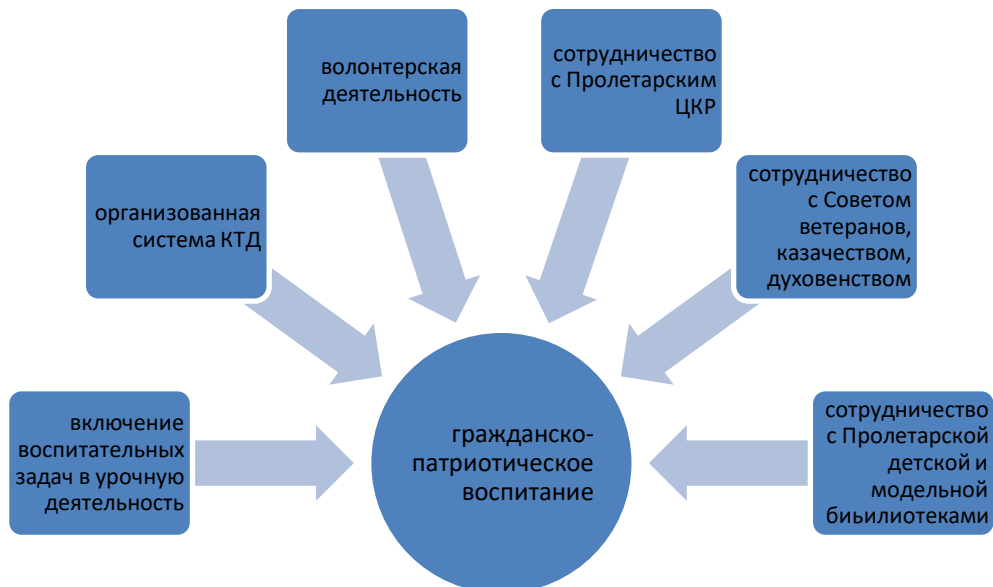 волонтерская
деятельность
сотрудничество
с Пролетарским
ЦКР
организованная
система КТД
сотрудничество
с Советом
ветеранов,
казачеством,
духовенством
включение
воспитательных
задач в урочную
деятельность
гражданско-
патриотическое
воспитание
сотрудничество
с Пролетарской
детской и
модельной
биьилиотеками